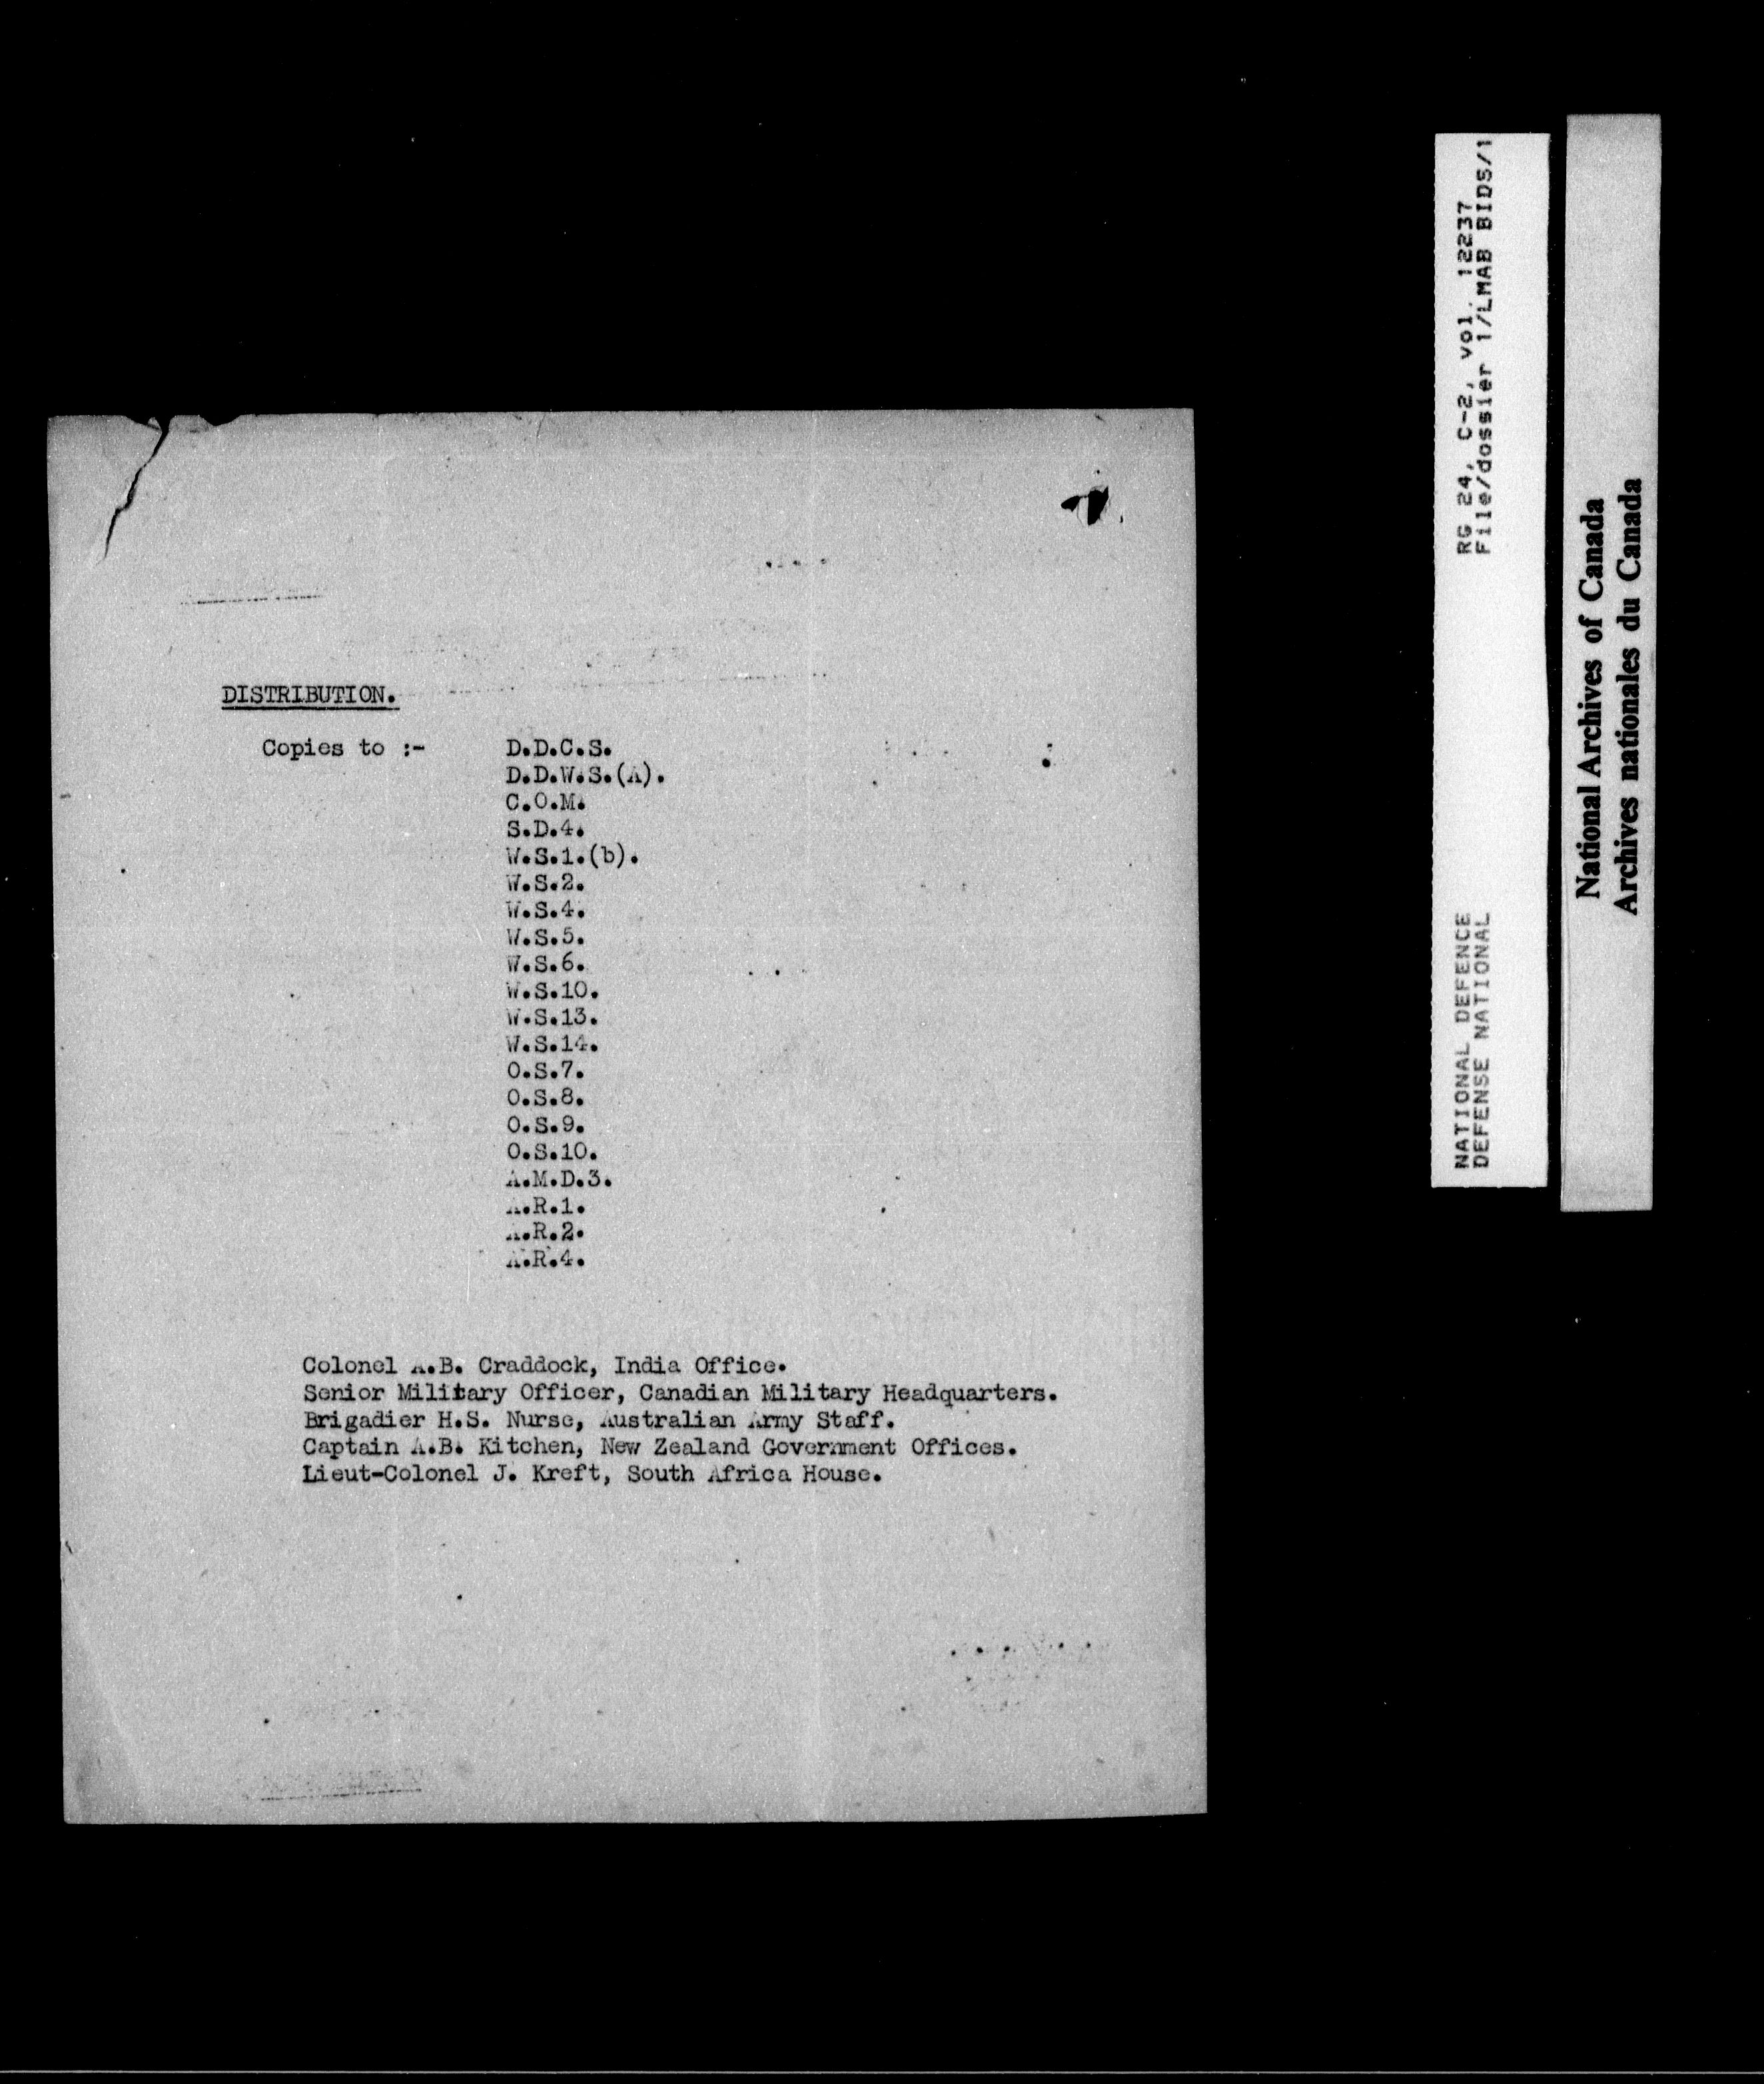 DISTRIBUTION.
Copies to :- D.D.C.S.
D.D.W.S.(A).
C.O.M.
S.D.4.
W.S.1.(b).
W.S.2.
W.S.4.
W.S.5.
W.S.6.
W.S.10.
W.S.13.
W.S.14.
O.S.7.
O.S.8.
O.S.9.
O.S.10.
A.M.D.3.
A.R.1.
A.R.2.
A.R.4.
Colonel A.B. Craddock, India Office.
Senior Military Officer, Canadian Military Headquarters.
Brigadier H.S. Nurse, Australian Army Staff.
Captain A.B. Kitchen, New Zealand Government Offices.
Lieut-Colonel J. Kreft, South Africa House.
NATIONAL DEFENCE RG 24, C-2, vol. 12237
DEFENSE NATIONAL File/dossier 1/LMAB BIDS/1
National Archives of Canada
Archives nationales du Canada